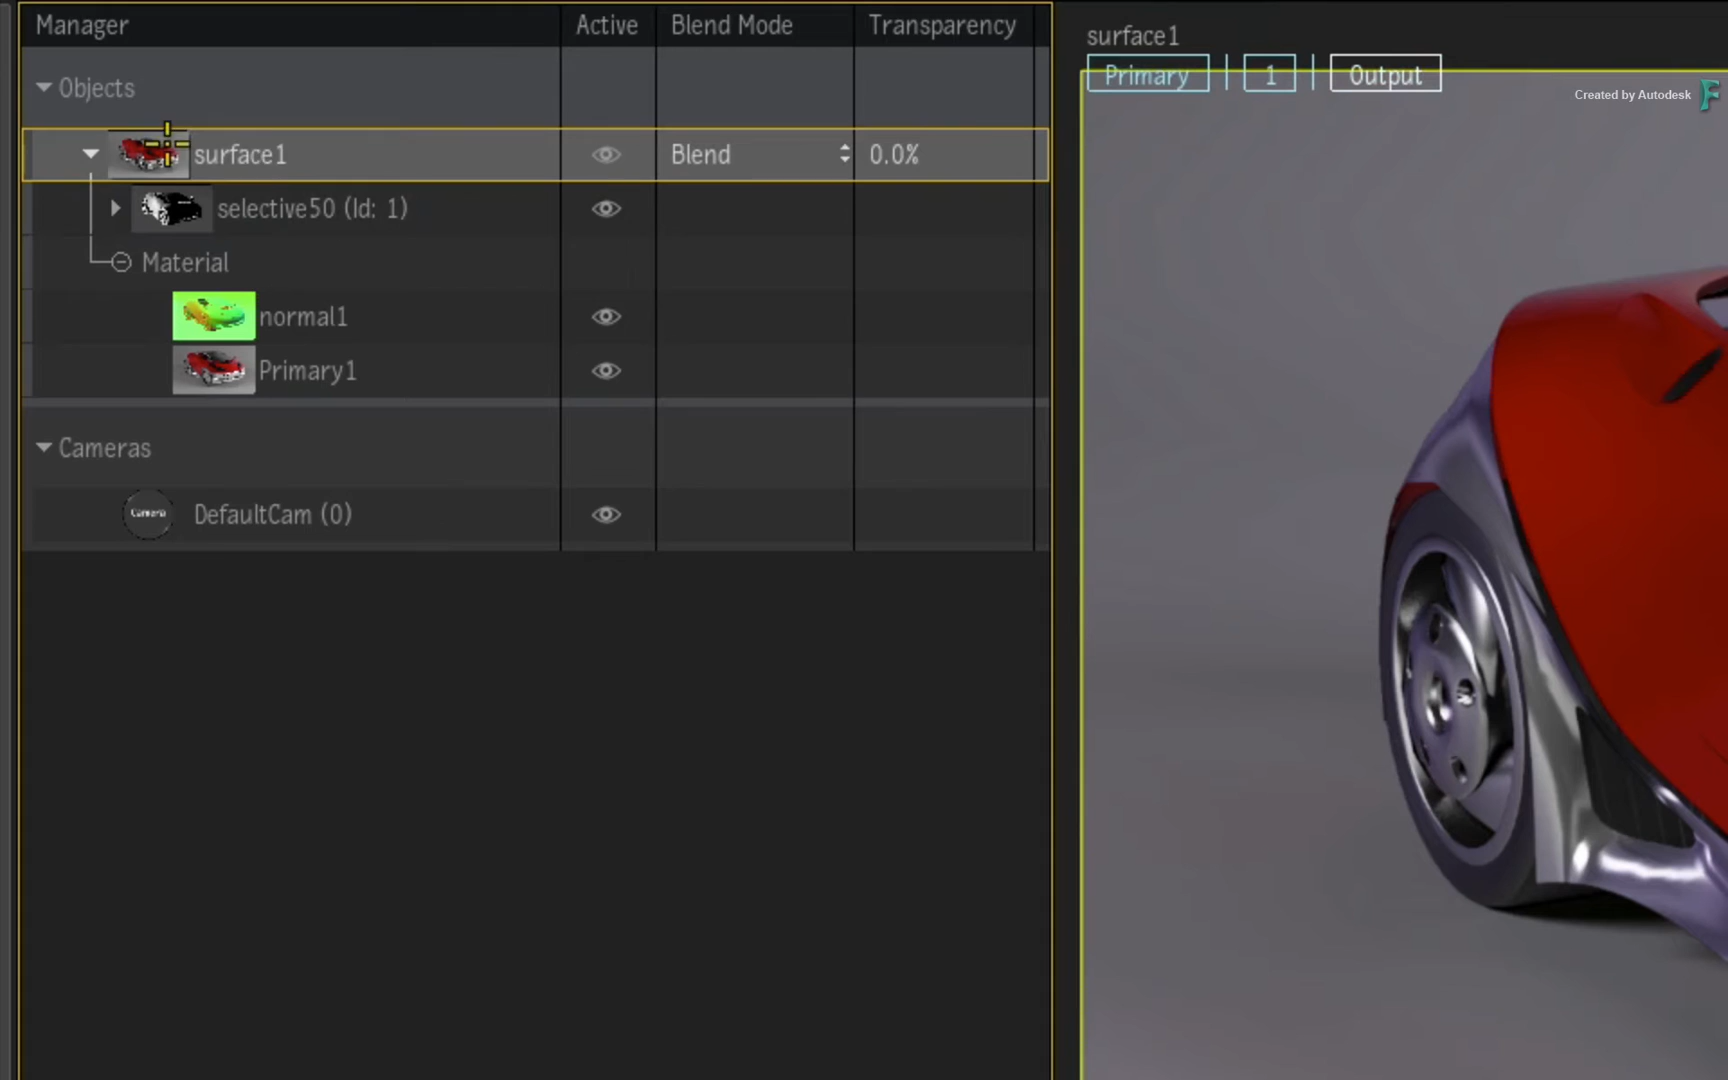 Manager Active Blend Mode Transparency
Objects
surface1 Blend 0.0%
selective50 (Id: 1)
Material
normal1
Primary1
Cameras
Camera DefaultCam (0)
surface1
Primary 1 Output
Created by Autodesk